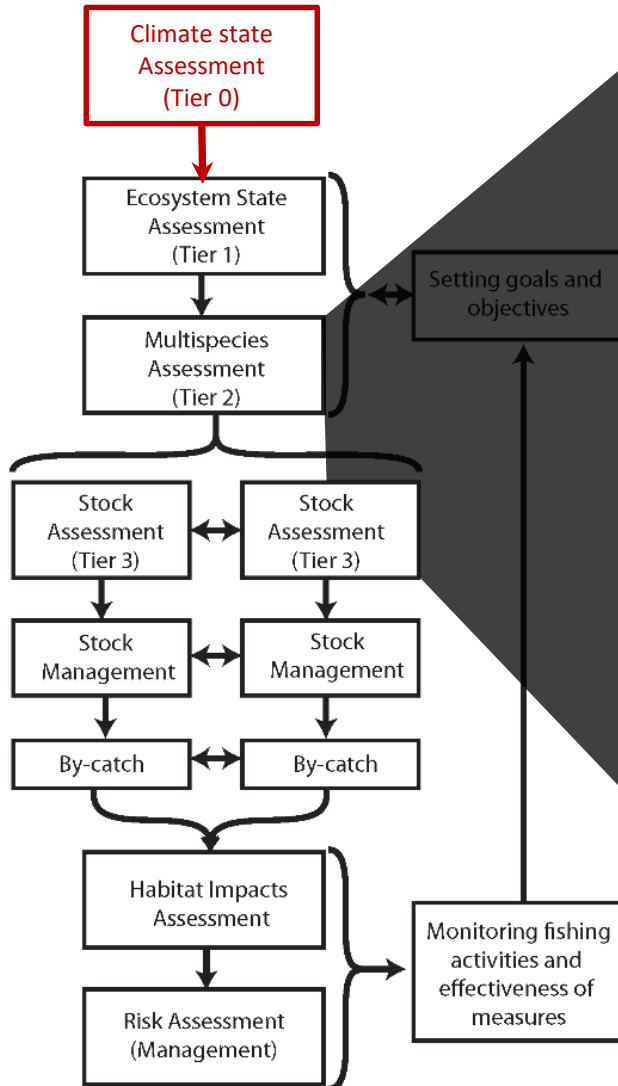 Climate state
Assessment
(Tier 0)
Ecosystem State
Assessment
(Tier 1)
Setting goals and
objectives
Multispecies
Assessment
(Tier 2)
Stock
Assessment
(Tier 3)
Stock
Assessment
(Tier 3)
Stock
Management
Stock
Management
By-catch
By-catch
Habitat Impacts
Assessment
Monitoring fishing
activities and
effectiveness of
measures
Risk Assessment
(Management)